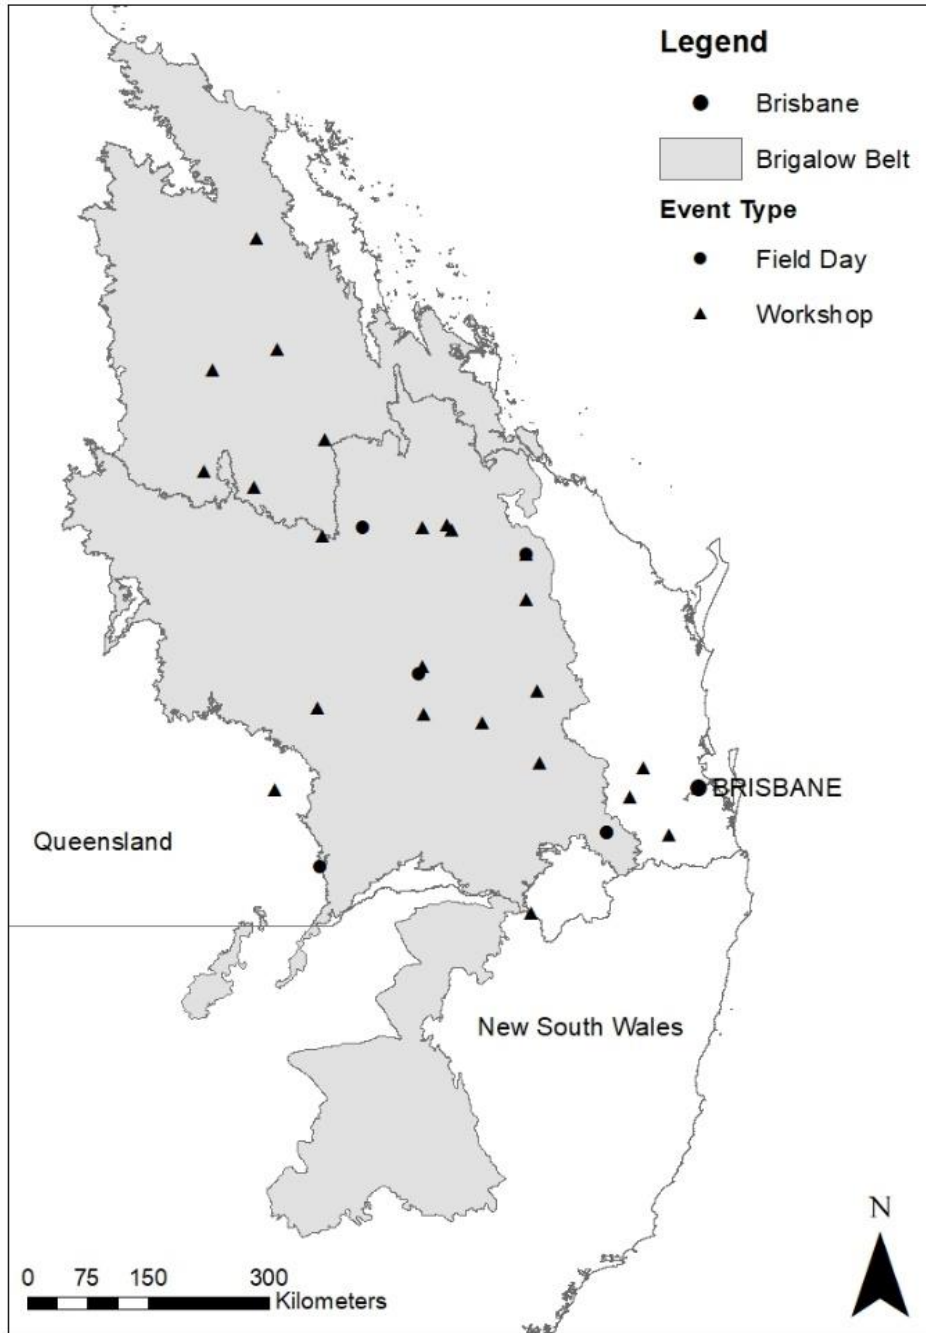 Legend
Brisbane
Brigalow Belt
Event Type
Field Day
Workshop
BRISBANE
Queensland
New South Wales
N
0 75 150 300
Kilometers